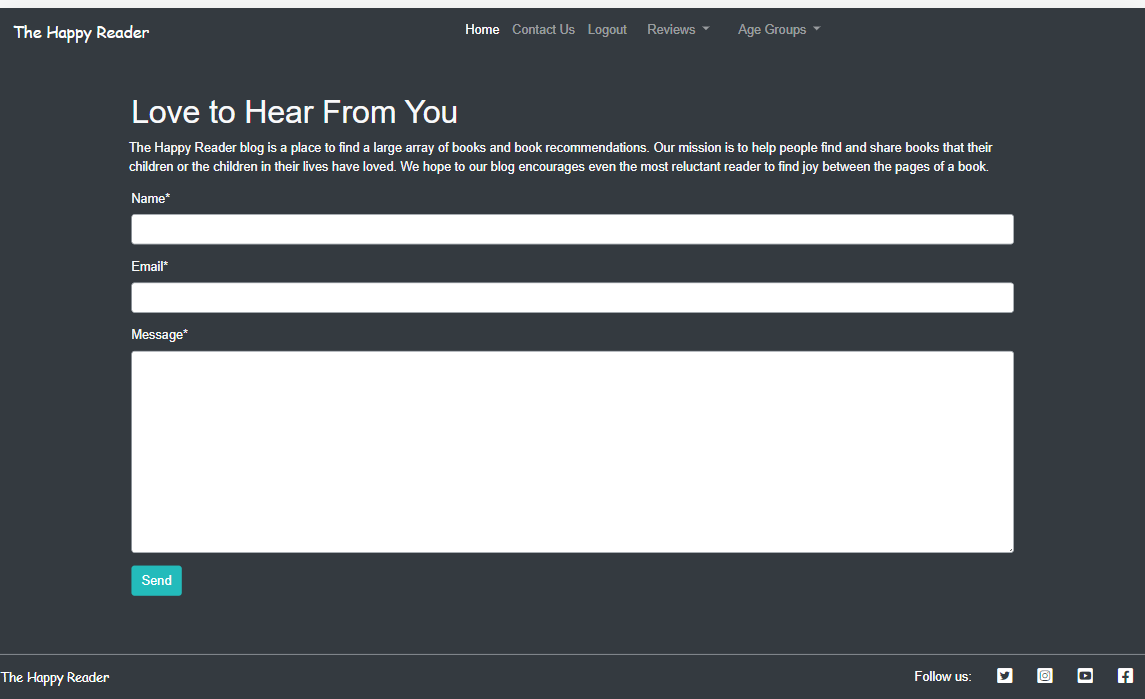 The Happy Reader
Home Contact Us Logout Reviews Age Groups
Love to Hear From You
The Happy Reader blog is a place to find a large array of books and book recommendations. Our mission is to help people find and share books that their
children or the children in their lives have loved. We hope to our blog encourages even the most reluctant reader to find joy between the pages of a book.
Name*
Email*
Message*
Send
The Happy Reader
Follow us: